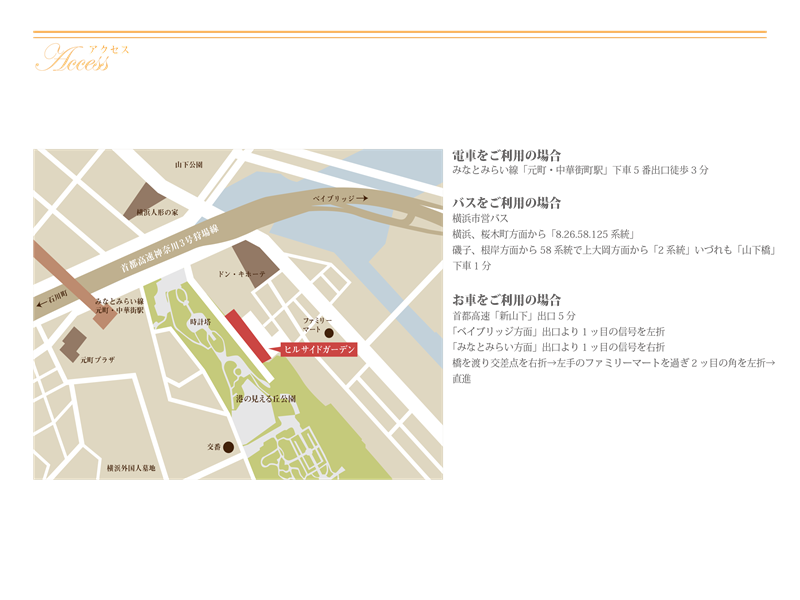 アクセス
Access
山下公園
横浜人形の家
ベイブリッジ→
首都高速神奈川3号狩場線
ドン・キホーテ
←石川町
みなとみらい線
元町・中華街駅
時計塔
ファミリー
マート
ヒルサイドガーデン
元町プラザ
港の見える丘公園
交番
横浜外国人墓地
電車をご利用の場合
みなとみらい線「元町・中華街町駅」下車 5 番出口徒歩 3 分
バスをご利用の場合
横浜市営バス
横浜、桜木町方面から「8.26.58.125 系統」
磯子、根岸方面から 58 系統で上大岡方面から「2 系統」いづれも「山下橋」
下車 1 分
お車をご利用の場合
首都高速「新山下」出口 5 分
「ベイブリッジ方面」出口より 1 ッ目の信号を左折
「みなとみらい方面」出口より 1 ッ目の信号を右折
橋を渡り交差点を右折→左手のファミリーマートを過ぎ 2 ッ目の角を左折→
直進